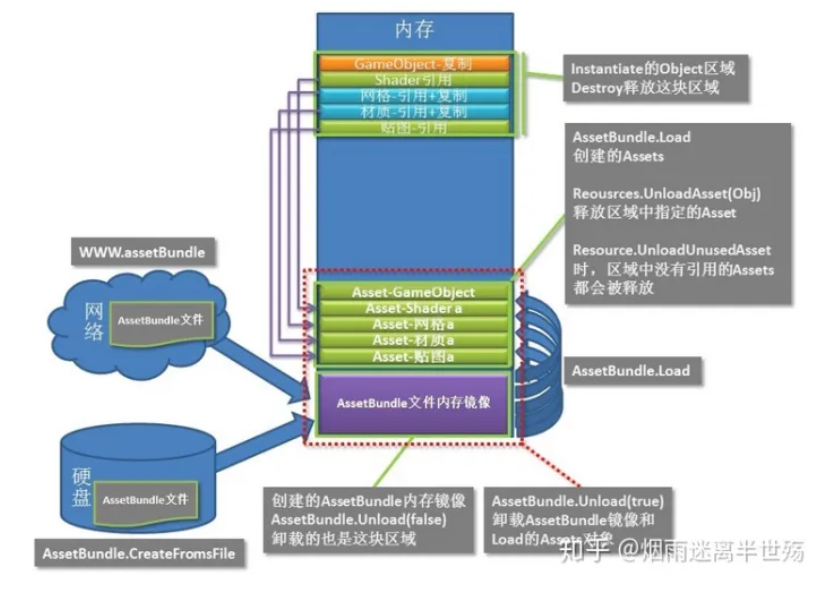 内存
GameObject-复制
Shader引用
网格-引用+复制
材质-引用+复制
贴图-引用
Instantiate的Object区域
Destroy释放这块区域
AssetBundle.Load
创建的Assets
Reousrces.UnloadAsset(Obj)
释放区域中指定的Asset
Resource.UnloadUnusedAsset
时，区域中没有引用的Assets
都会被释放
WWW.assetBundle
网络
AssetBundle文件
Asset-GameObject
Asset-Shader a
Asset-网格a
Asset-材质a
Asset-贴图a
AssetBundle.Load
AssetBundle文件内存镜像
硬盘
AssetBundle文件
AssetBundle.CreateFromsFile
创建的AssetBundle内存镜像
AssetBundle.Unload(false)
卸载的也是这块区域
AssetBundle.Unload(true)
卸载AssetBundle镜像和
Load的Assets对象
知乎 @烟雨迷离半世殇